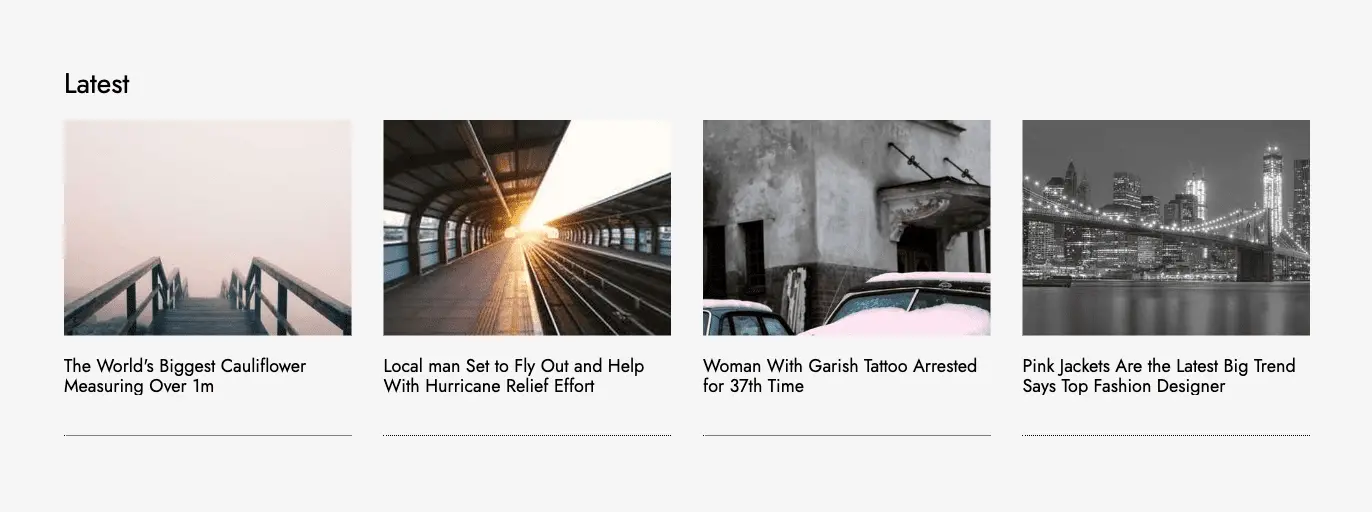 Latest
The World's Biggest Cauliflower
Measuring Over 1m
Local man Set to Fly Out and Help
With Hurricane Relief Effort
Woman With Garish Tattoo Arrested
for 37th Time
Pink Jackets Are the Latest Big Trend
Says Top Fashion Designer